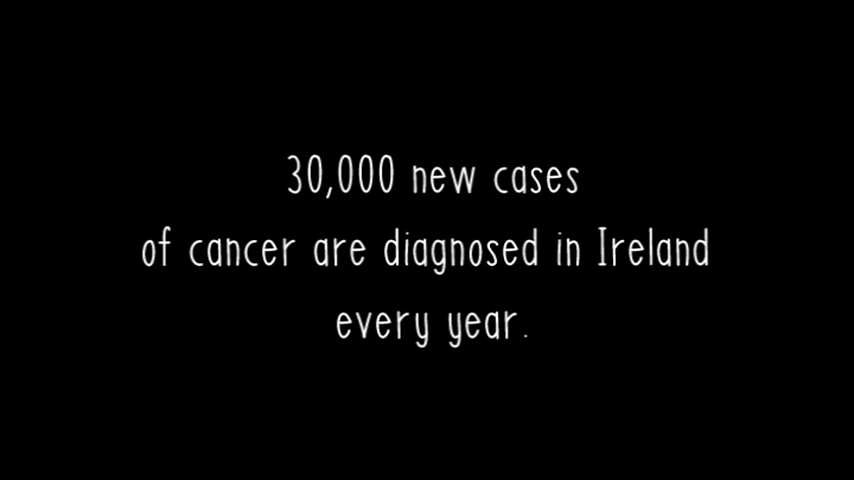 30,000 new cases
of cancer are diagnosed in Ireland
every year.